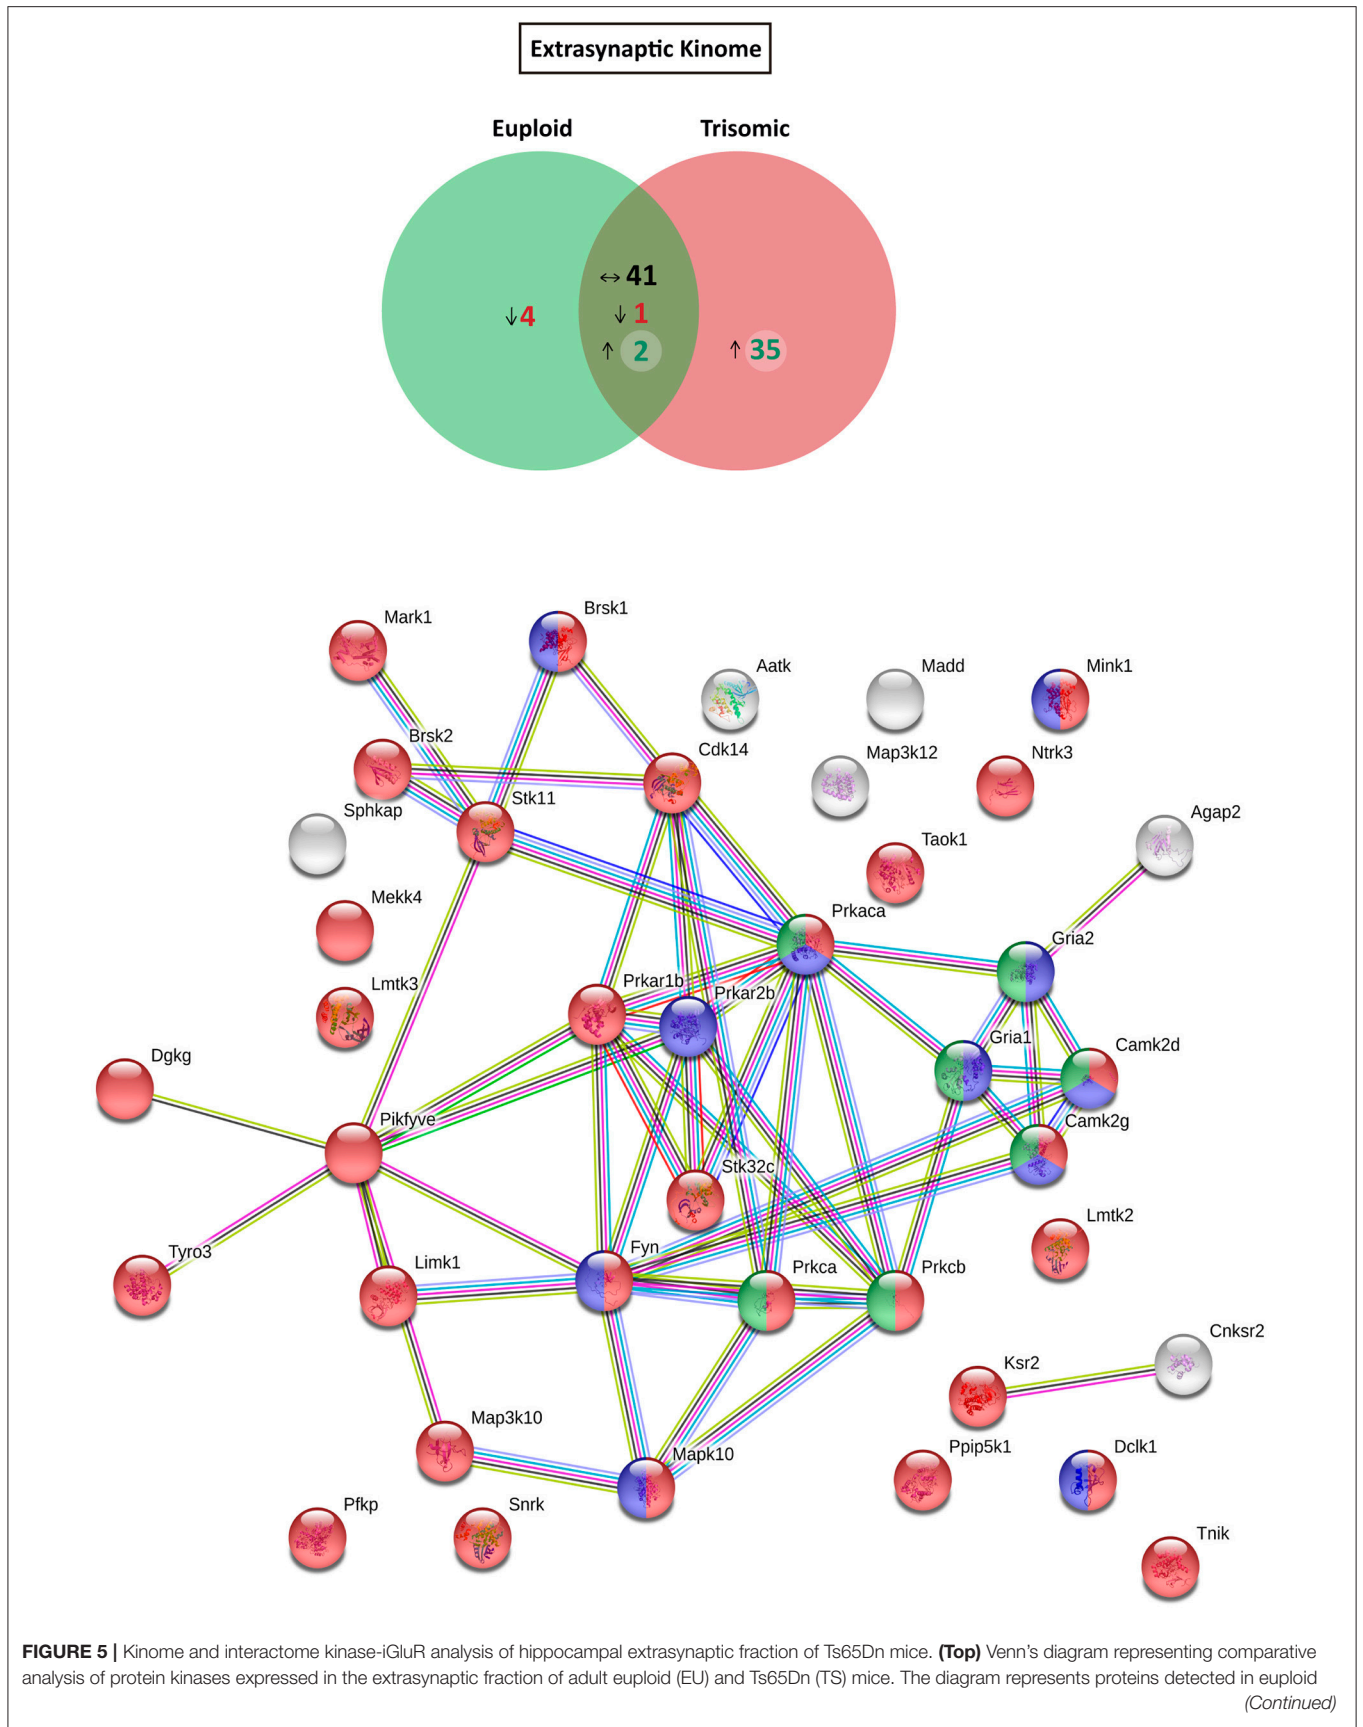 Extrasynaptic Kinome
Euploid
Trisomic
↔ 41
↓ 4
↓ 1
↑ 2
↑ 35
Mark1
Brsk1
Aatk
Madd
Mink1
Brsk2
Cdk14
Map3k12
Ntrk3
Sphkap
Stk11
Agap2
Taok1
Mekk4
Prkaca
Gria2
Lmtk3
Prkar1b
Prkar2b
Gria1
Camk2d
Dgkg
Pikfyve
Camk2g
Stk32c
Lmtk2
Tyro3
Limk1
Fyn
Prkca
Prkcb
Cnksr2
Ksr2
Map3k10
Mapk10
Ppip5k1
Dclk1
Pfkp
Snrk
Tnik
FIGURE 5 | Kinome and interactome kinase-iGluR analysis of hippocampal extrasynaptic fraction of Ts65Dn mice. (Top) Venn's diagram representing comparative
analysis of protein kinases expressed in the extrasynaptic fraction of adult euploid (EU) and Ts65Dn (TS) mice. The diagram represents proteins detected in euploid
(Continued)